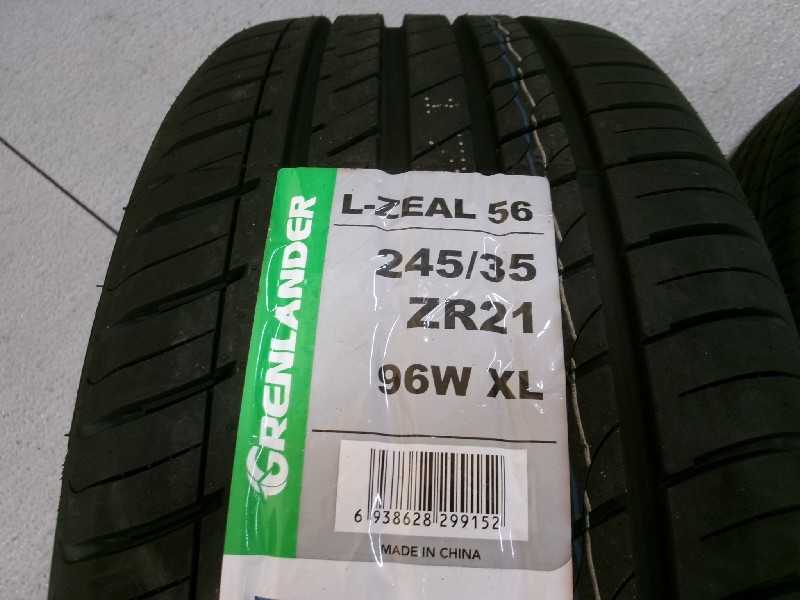 GRENLANDER
L-ZEAL 56
245/35
ZR21
96W XL
6 938628 299152
MADE IN CHINA